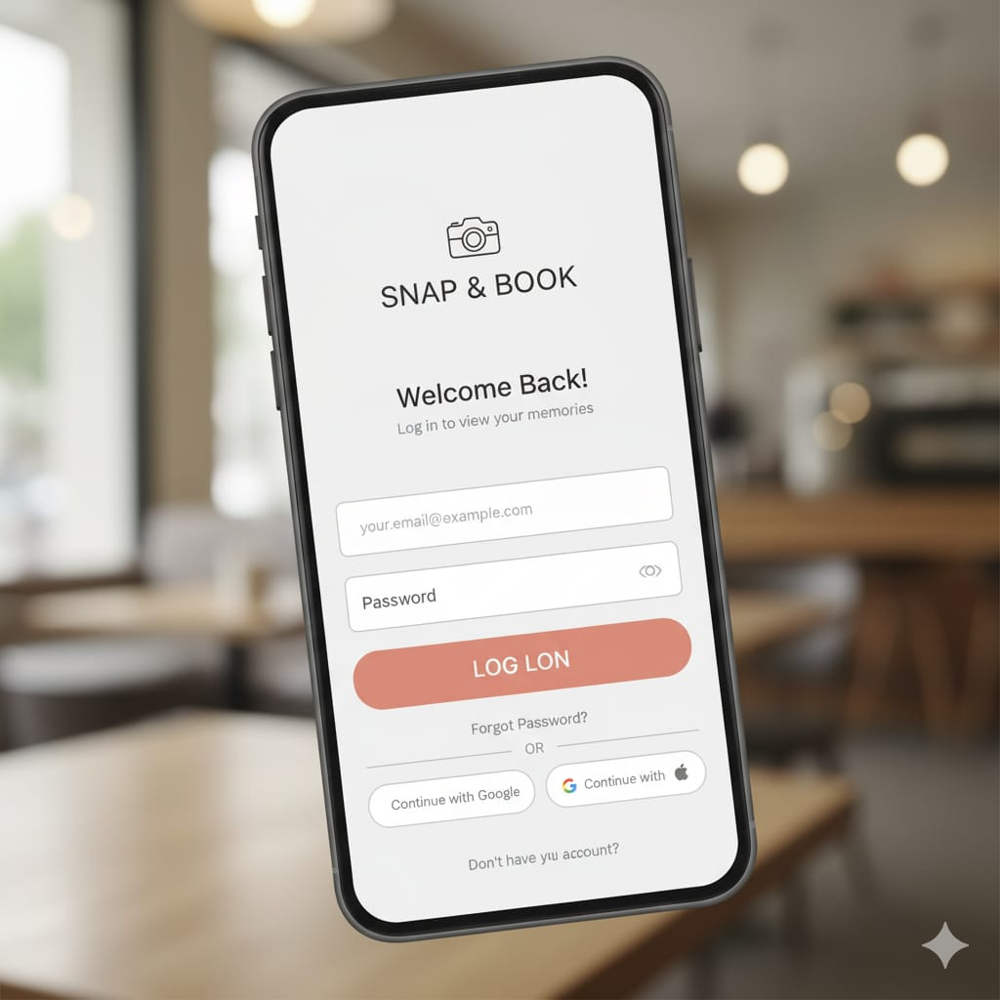 SNAP & BOOK
Welcome Back!
Log in to view your memories
your.email@example.com
Password
LOG LON
Forgot Password?
OR
Continue with Google
Continue with
Don't have yıu account?